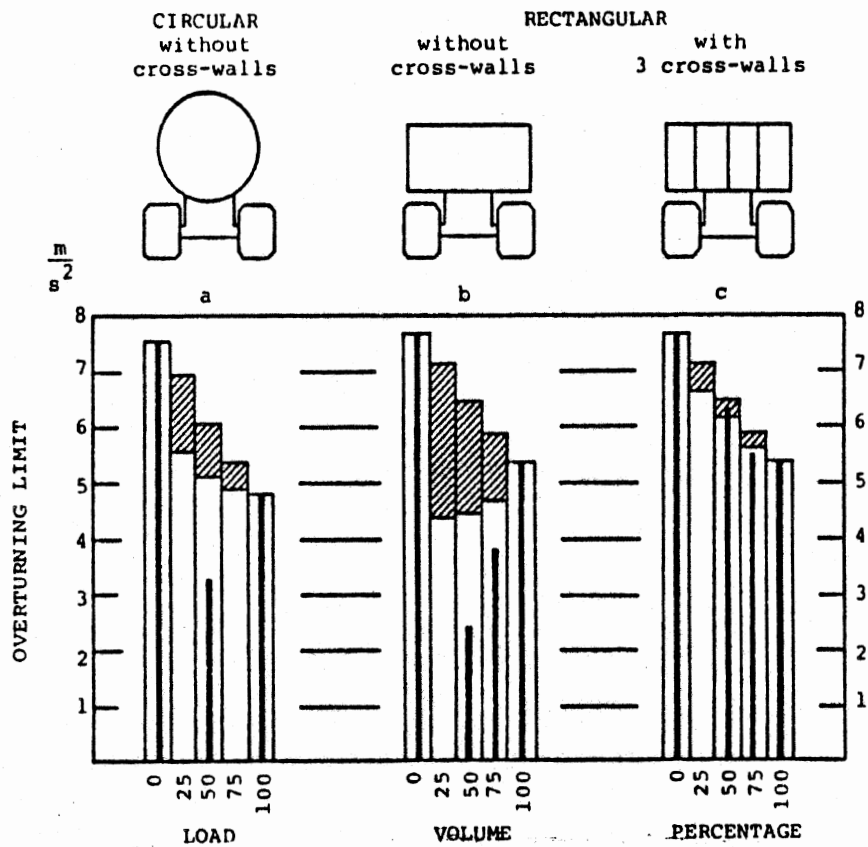 CIRCULAR
without
cross-walls
RECTANGULAR
without
cross-walls
with
3 cross-walls
m
s 2
a
b
c
8
7
6
5
4
3
2
1
8
7
6
5
4
3
2
1
OVERTURNING LIMIT
0
25
50
75
100
0
25
50
75
100
0
25
50
75
100
LOAD
VOLUME
PERCENTAGE